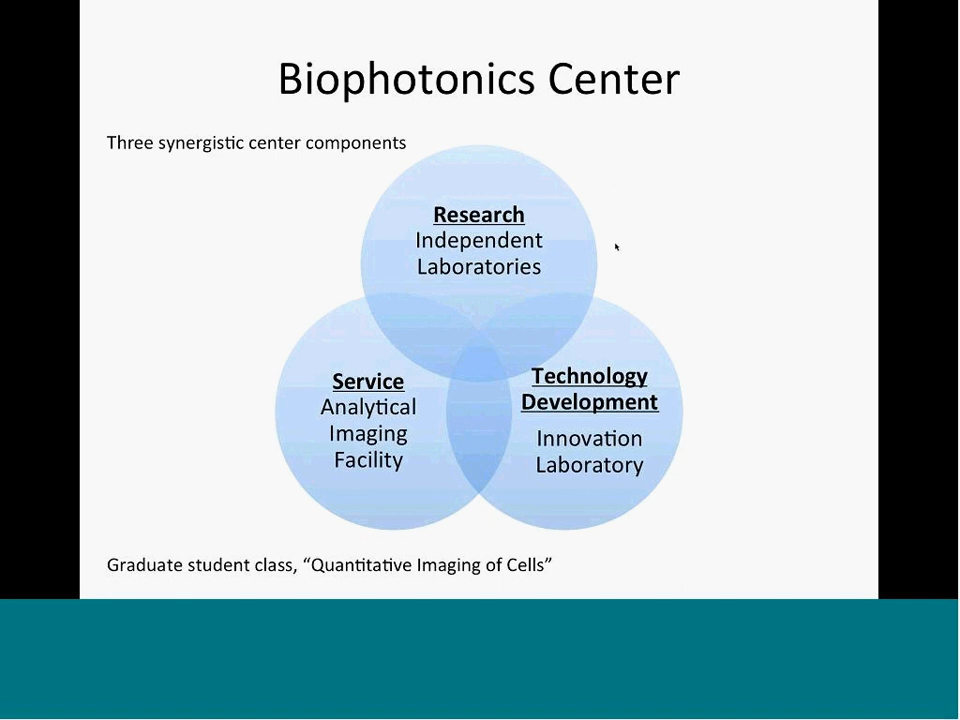 Biophotonics Center
Three synergistic center components
Research
Independent
Laboratories
Service
Analytical
Imaging
Facility
Technology
Development
Innovation
Laboratory
Graduate student class, “Quantitative Imaging of Cells”